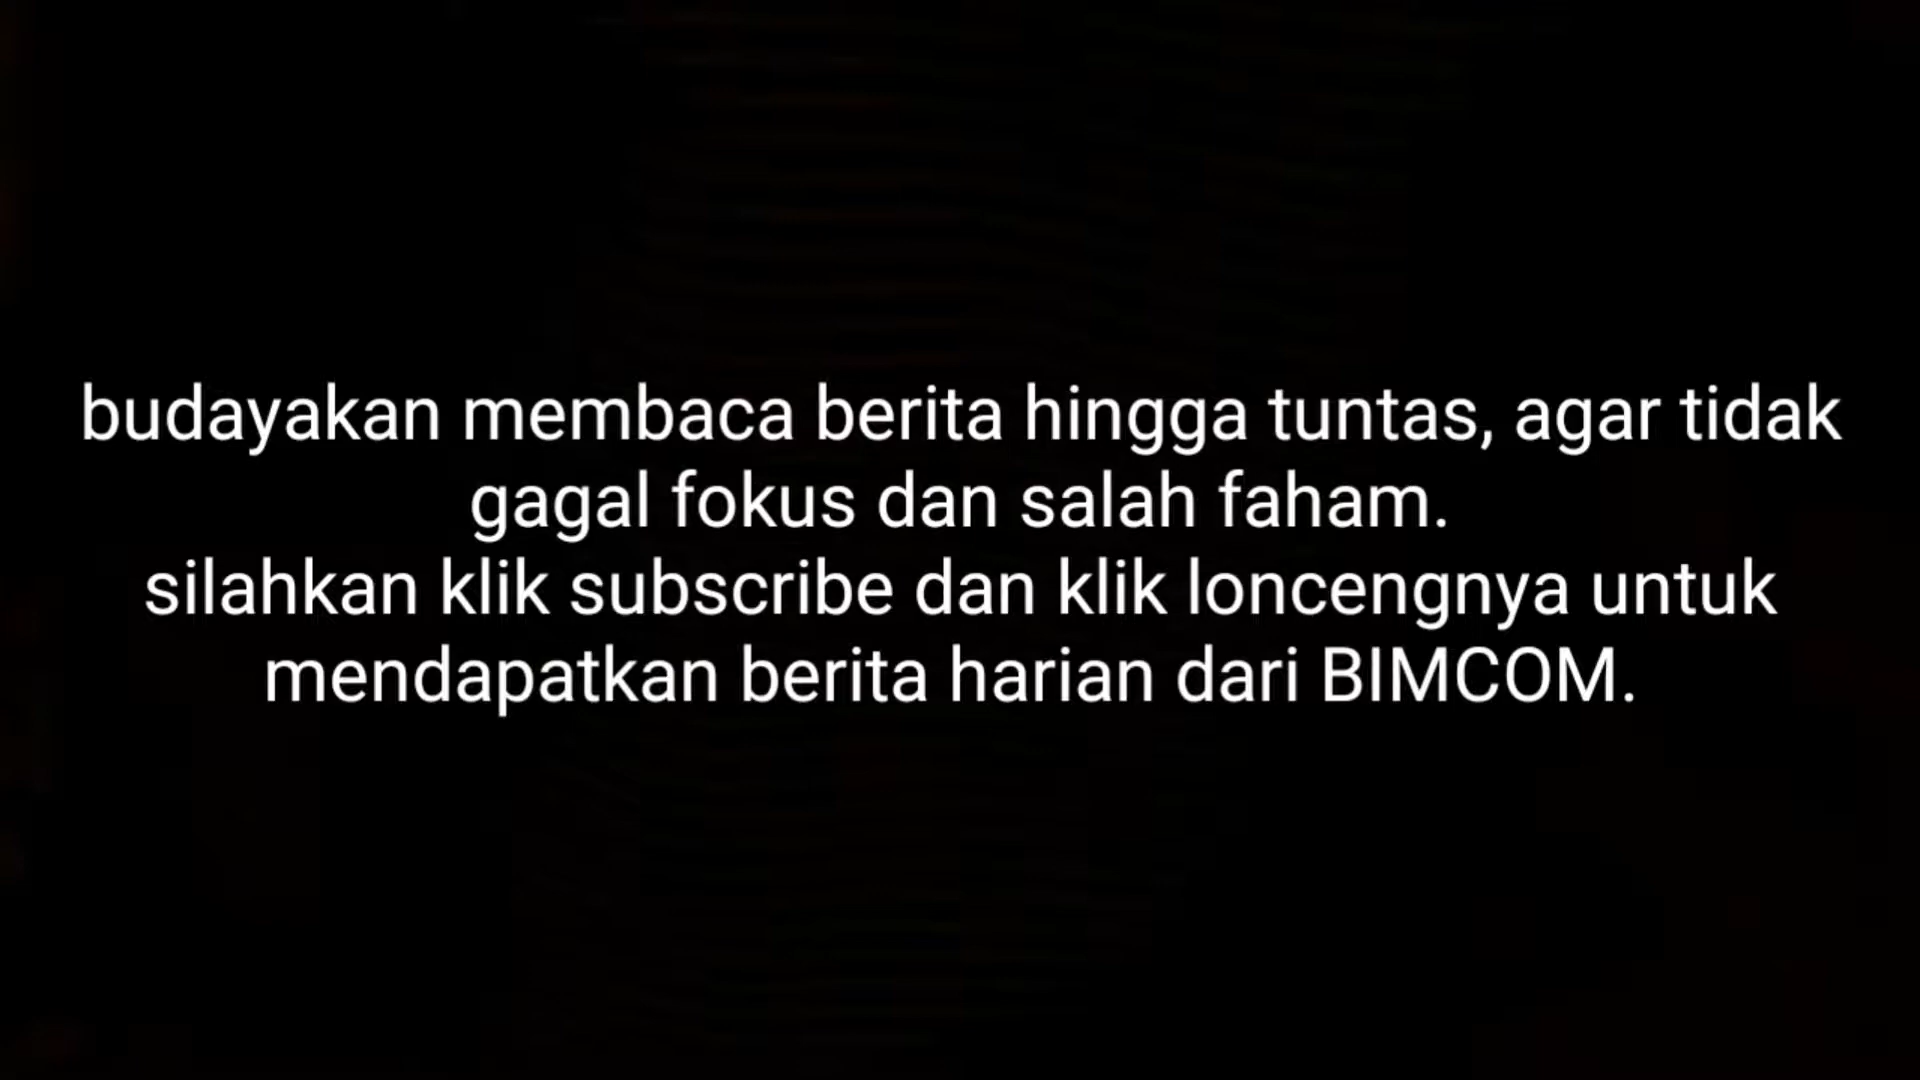 budayakan membaca berita hingga tuntas, agar tidak
gagal fokus dan salah faham.
silahkan klik subscribe dan klik loncengnya untuk
mendapatkan berita harian dari BIMCOM.